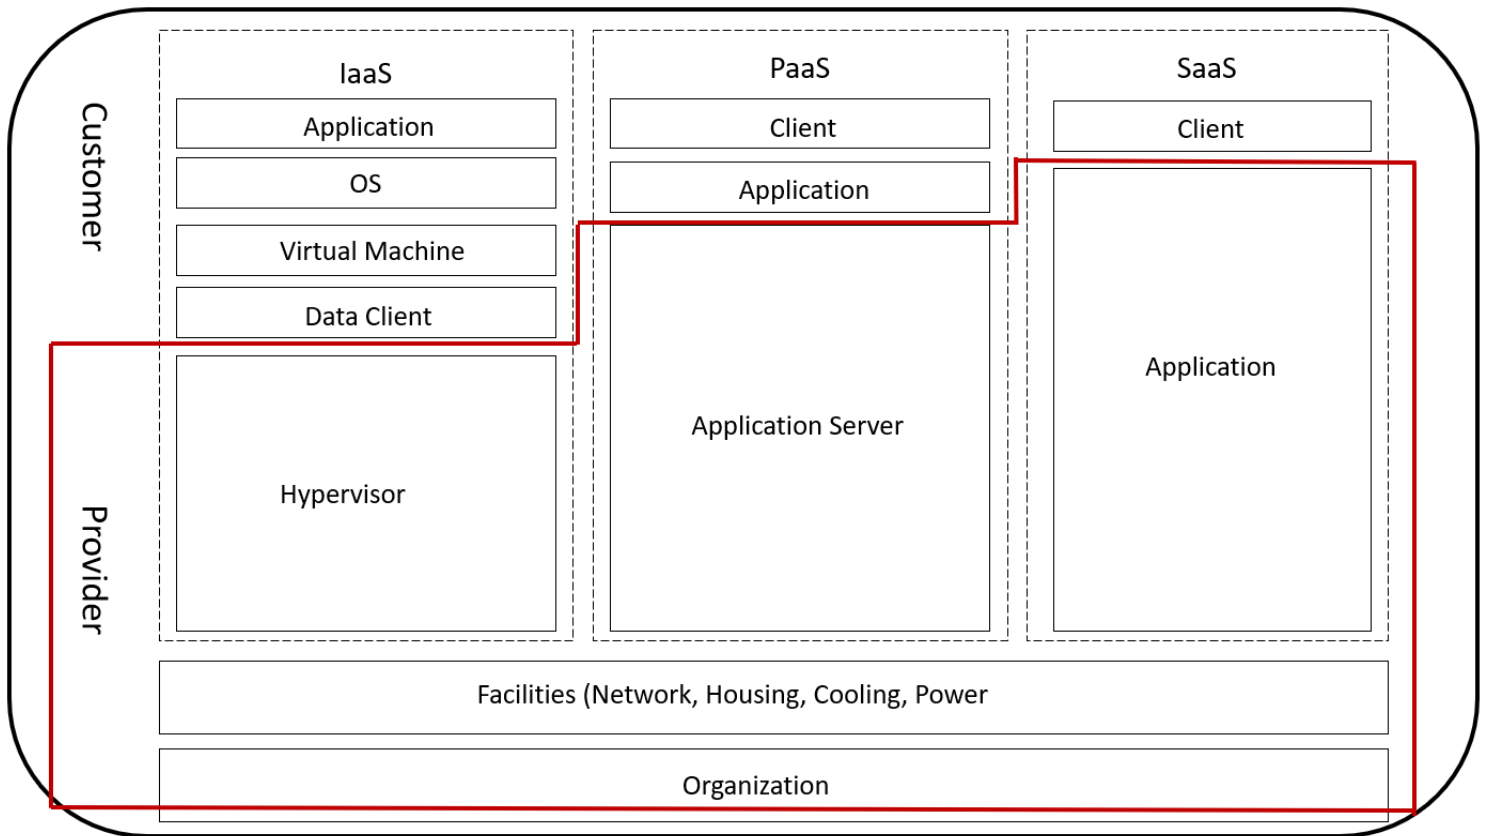 Customer
Provider
IaaS
Application
OS
Virtual Machine
Data Client
Hypervisor
PaaS
Client
Application
Application Server
SaaS
Client
Application
Facilities (Network, Housing, Cooling, Power
Organization